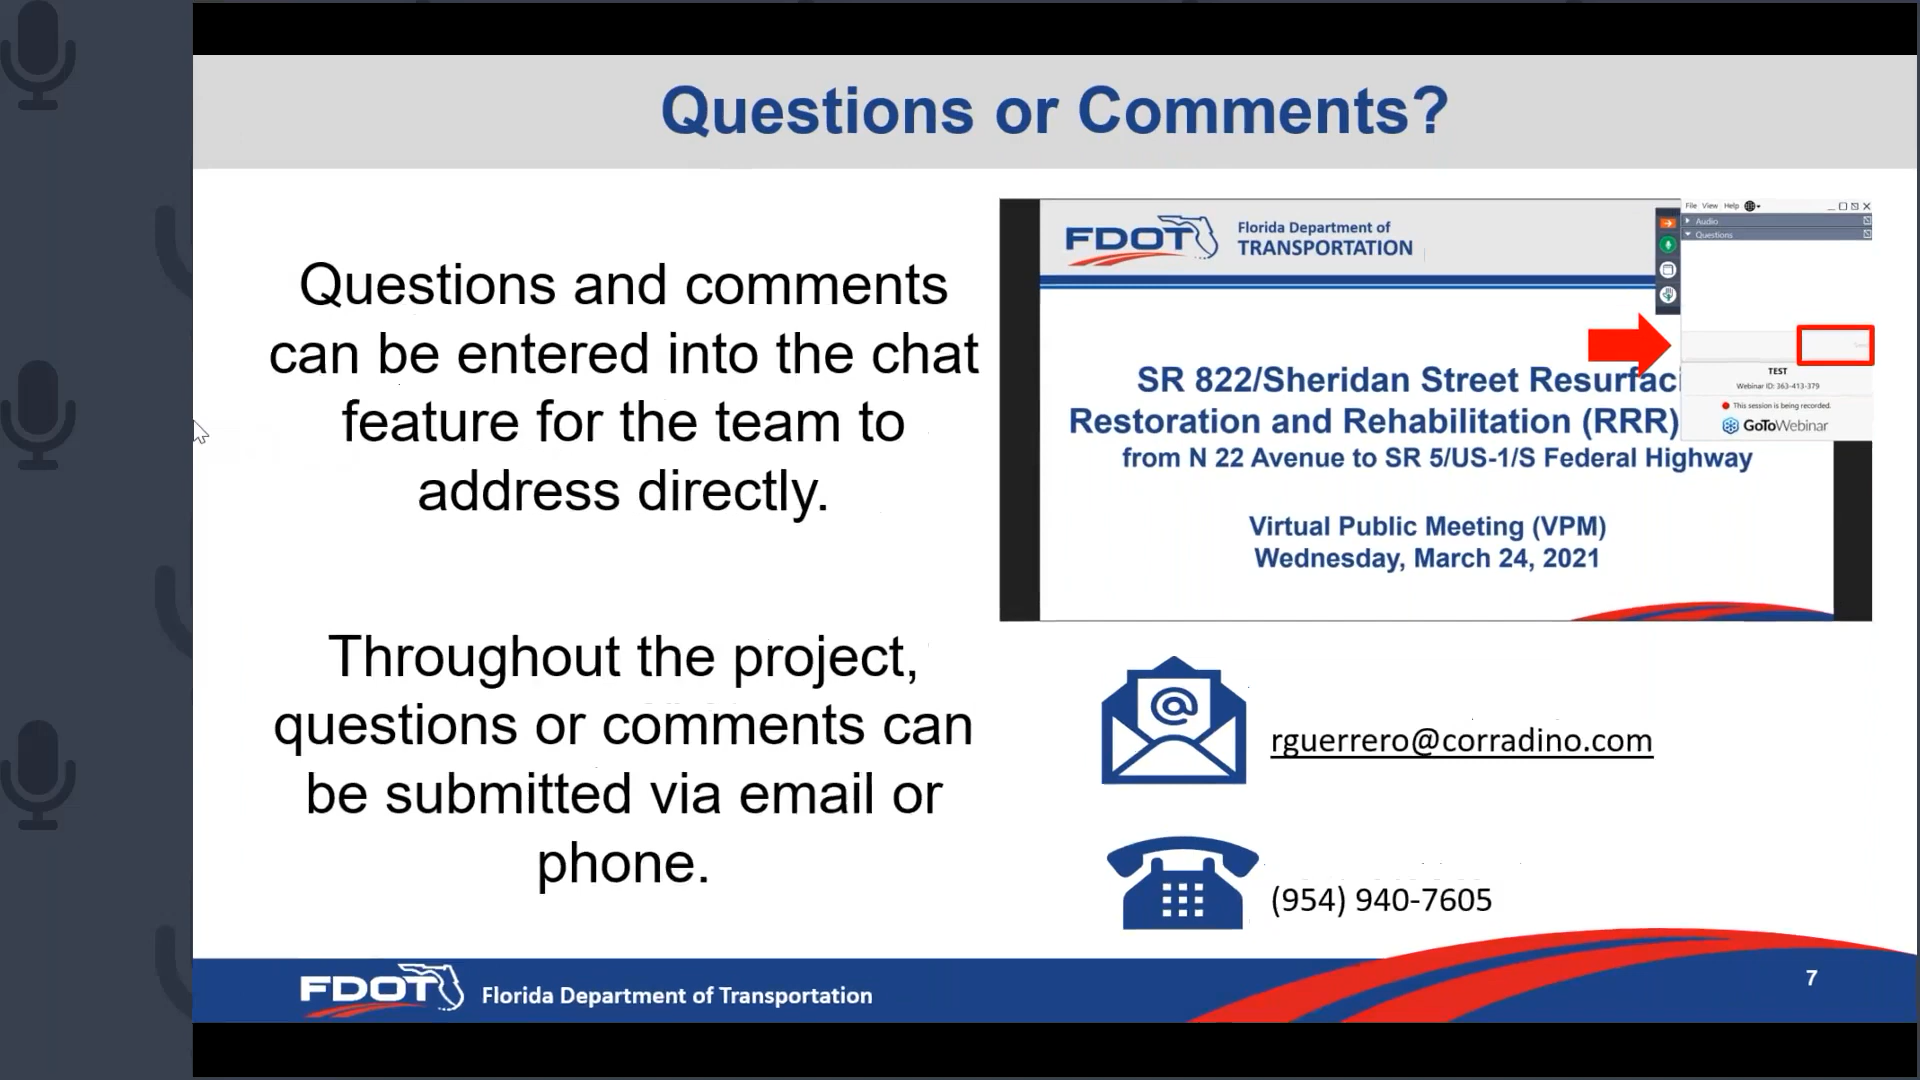 Questions or Comments?
Questions and comments
can be entered into the chat
feature for the team to
address directly.
Throughout the project,
questions or comments can
be submitted via email or
phone.
FDOT
Florida Department of
TRANSPORTATION
SR 822/Sheridan Street Resurfaci
Restoration and Rehabilitation (RRR)
from N 22 Avenue to SR 5/US-1/S Federal Highway
Virtual Public Meeting (VPM)
Wednesday, March 24, 2021
File View Help
Audio
Questions
Send
TEST
Webinar ID: 363-413-379
This session is being recorded.
GoToWebinar
@
rguerrero@corradino.com
(954) 940-7605
FDOT
Florida Department of Transportation
7